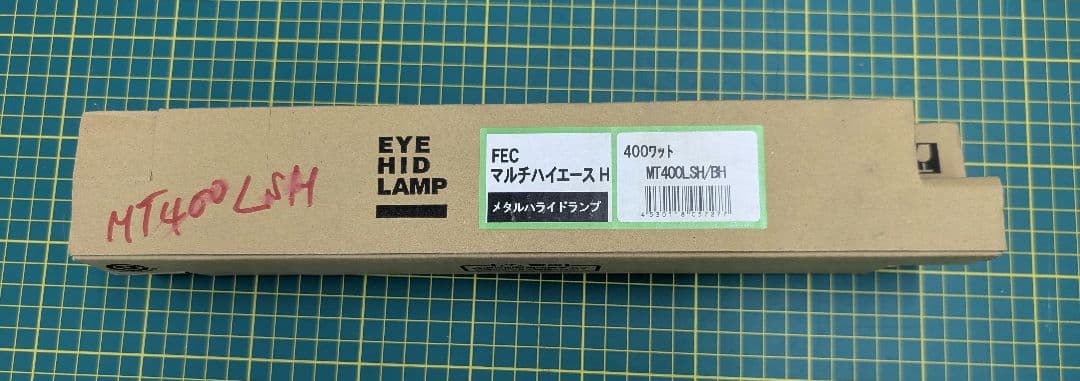 MT400LSH
EYE
HID
LAMP
FEC
マルチハイエース H
メタルハライドランプ
400ワット
MT400LSH/BH